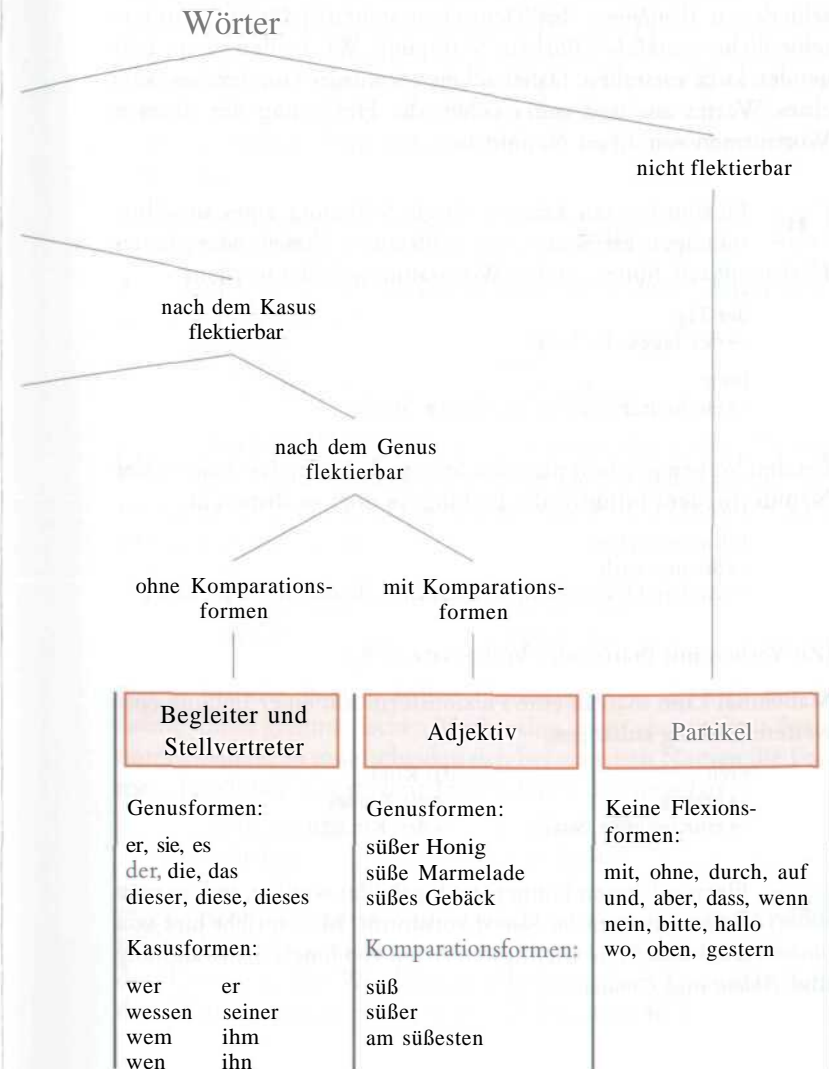 Wörter
nicht flektierbar
nach dem Kasus
flektierbar
nach dem Genus
flektierbar
ohne Komparations-
formen
mit Komparations-
formen
Begleiter und
Stellvertreter
Genusformen:
er, sie, es
der, die, das
dieser, diese, dieses
Kasusformen:
wer er
wessen seiner
wem ihm
wen ihn
Adjektiv
Genusformen:
süßer Honig
süße Marmelade
süßes Gebäck
Komparationsformen:
süß
süßer
am süßesten
Partikel
Keine Flexions-
formen:
mit, ohne, durch, auf
und, aber, dass, wenn
nein, bitte, hallo
wo, oben, gestern